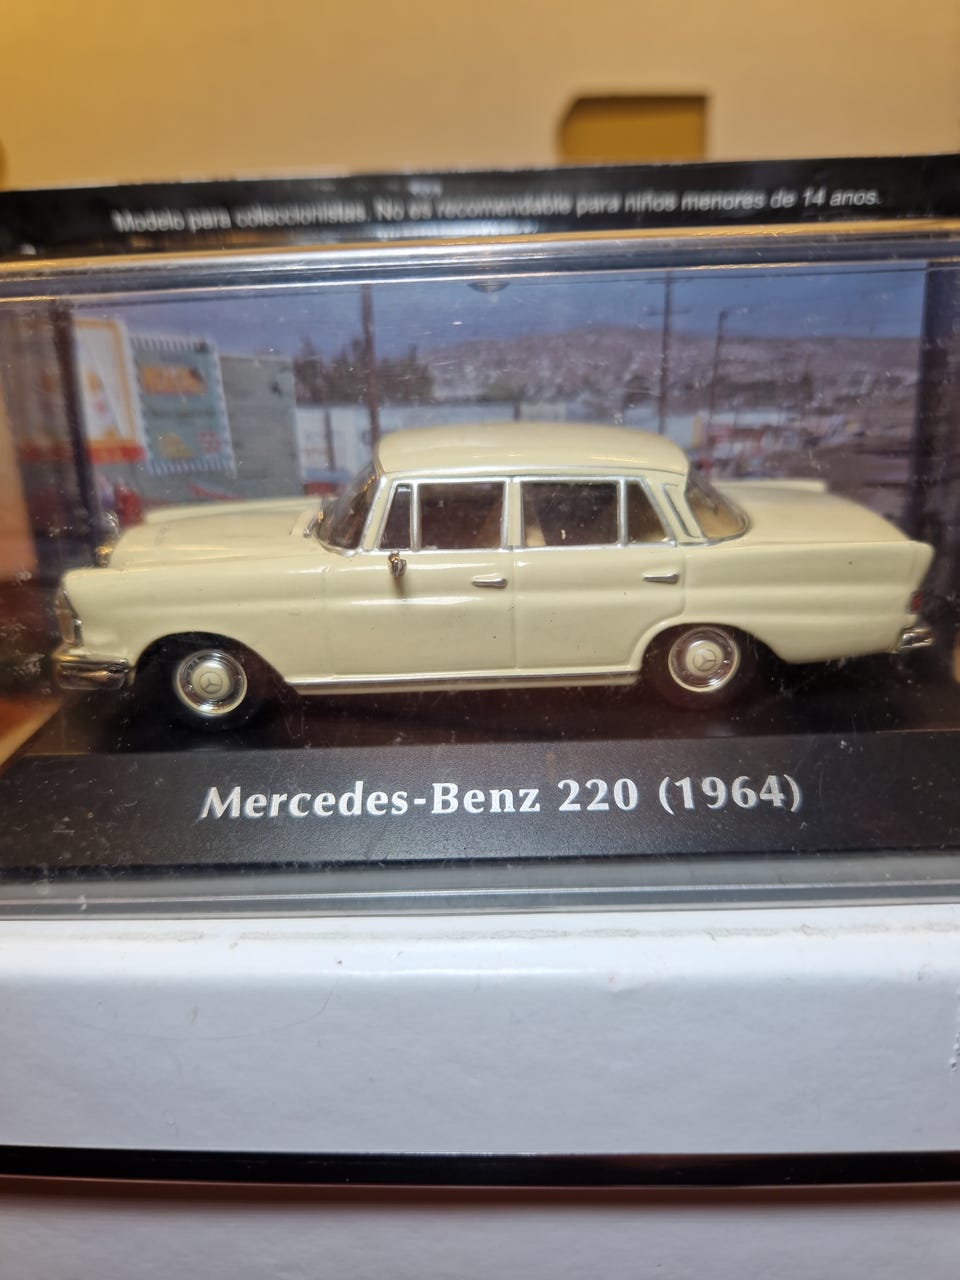 Modelo para coleccionistas. No es recomendable para niños menores de 14 anos.
Mercedes-Benz 220 (1964)